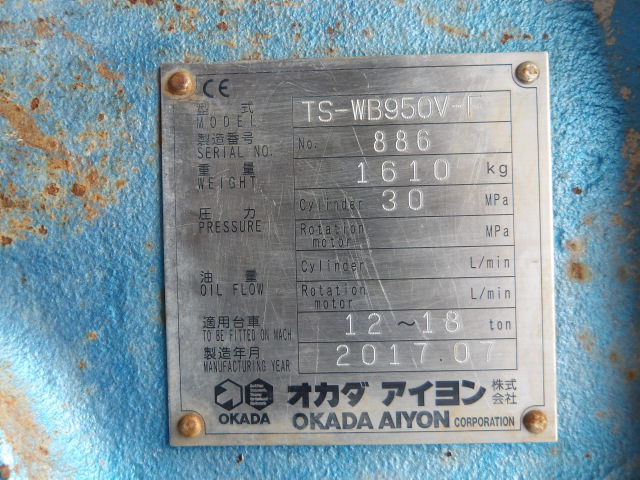 CE
型式 TS-WB950V-F
MODEL
製造番号 No. 886
SERIAL NO.
重量 1610 kg
WEIGHT
圧力 Cylinder 30 MPa
PRESSURE Rotation motor MPa
油量 Cylinder L/min
OIL FLOW Rotation motor L/min
適用台車 12~18 ton
TO BE FITTED ON MACH
製造年月 2017.07
MANUFACTURING YEAR
オカダ アイヨン 株式会社
OKADA OKADA AIYON CORPORATION